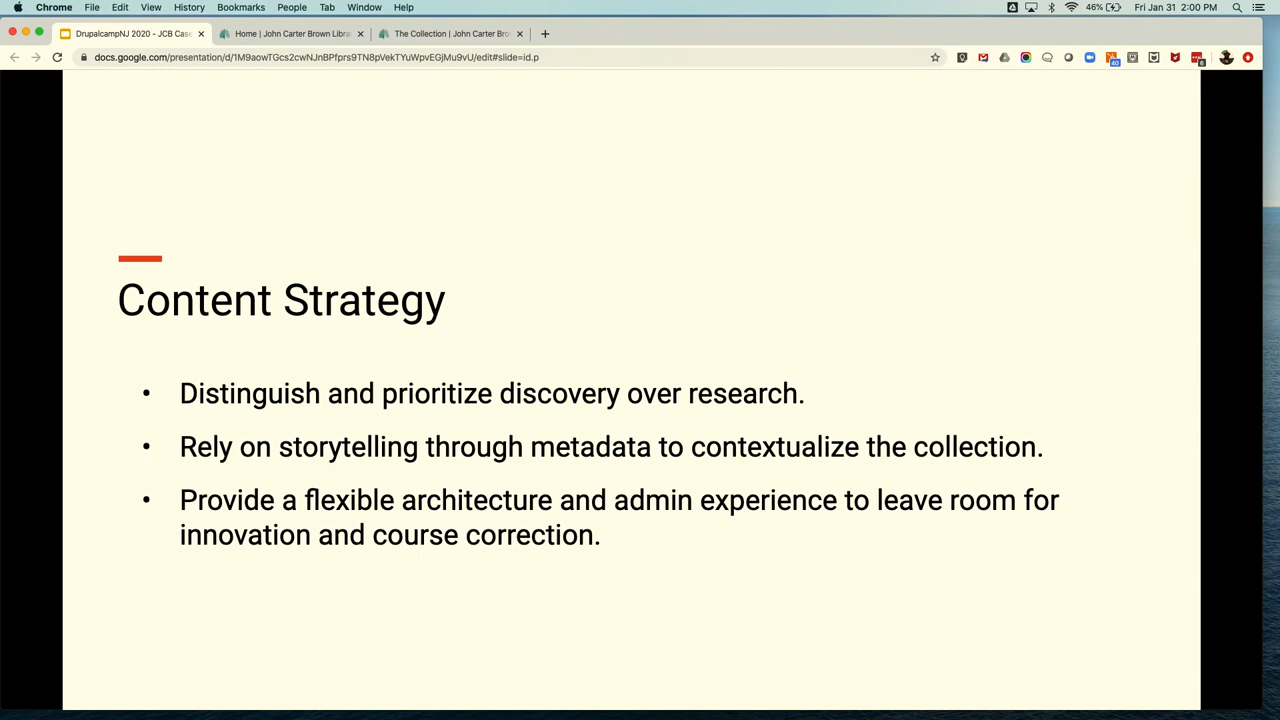 Chrome File Edit View History Bookmarks People Tab Window Help 46% Fri Jan 31 2:00 PM
DrupalcampNJ 2020 - JCB Case Home | John Carter Brown Libra The Collection | John Carter Bro
docs.google.com/presentation/d/1M9aowTGcs2cwNJnBPfprs9TN8pVekTYuWpvEGjMu9vU/edit#slide=id.p
40
Content Strategy
• Distinguish and prioritize discovery over research.
• Rely on storytelling through metadata to contextualize the collection.
• Provide a flexible architecture and admin experience to leave room for
innovation and course correction.